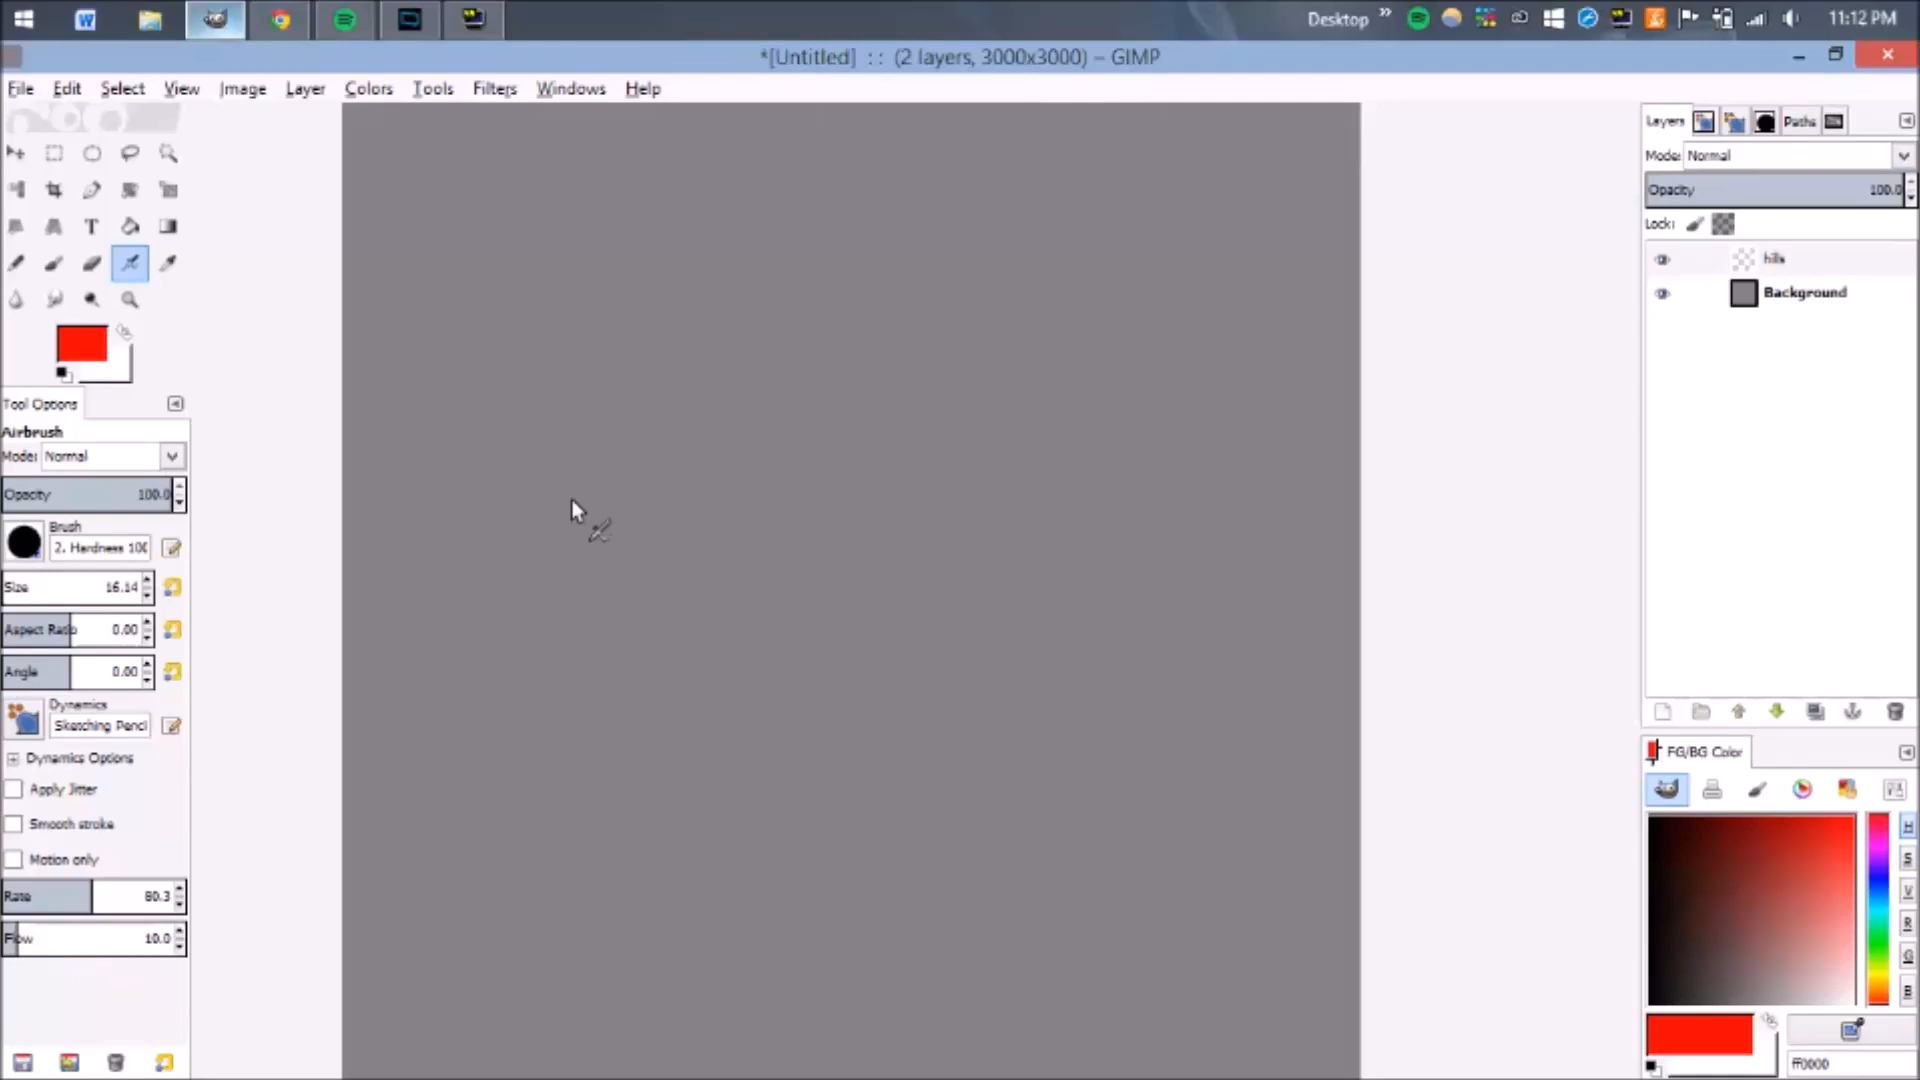 Desktop
11:12 PM
*[Untitled] :: (2 layers, 3000x3000) – GIMP
File Edit Select View Image Layer Colors Tools Filters Windows Help
Layers Paths
Mode: Normal
Opacity 100.0
Lock:
hills
Background
Tool Options
Airbrush
Mode: Normal
Opacity 100.0
Brush
2. Hardness 100
Size 16.14
Aspect Ratio 0.00
Angle 0.00
Dynamics
Sketching Pencil
Dynamics Options
Apply Jitter
Smooth stroke
Motion only
Rate 80.3
Flow 10.0
FG/BG Color
H
S
V
R
G
B
ff0000